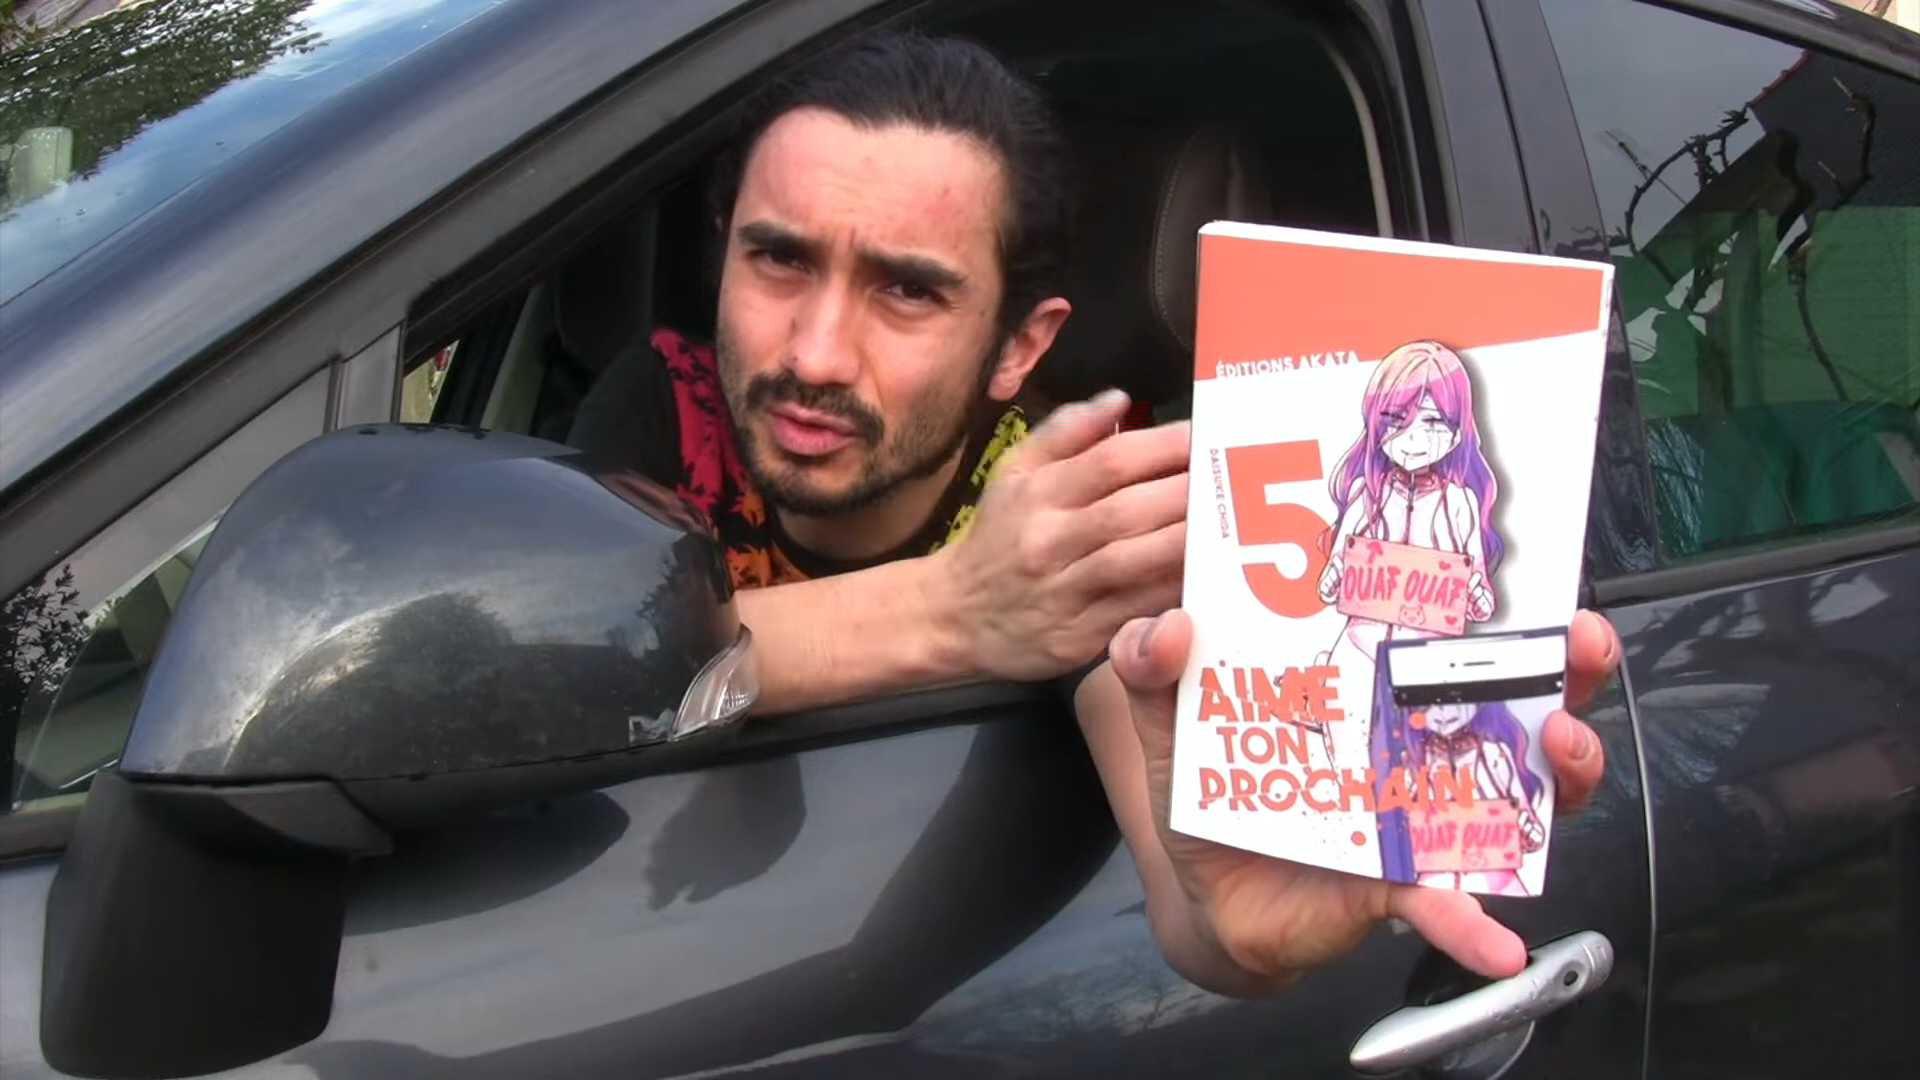 ÉDITIONS AKATA
DAISUKE CHIDA
5
OUAF OUAF
AIME
TON
PROCHAIN
OUAF OUAF